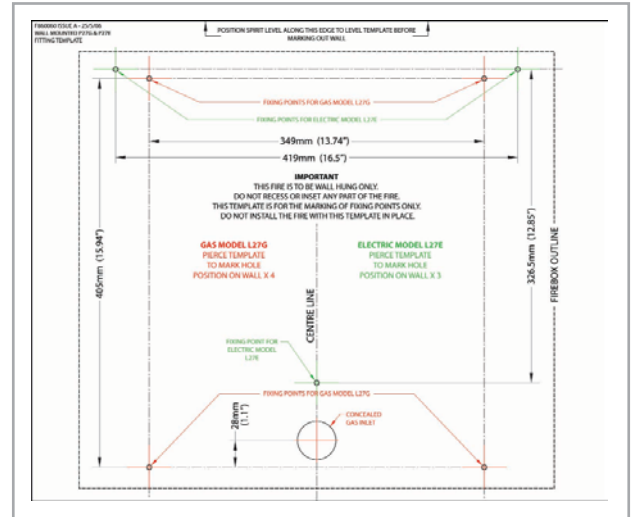 F860060 ISSUE A - 25/5/06
WALL MOUNTED P27G & P27E
FITTING TEMPLATE
POSITION SPIRIT LEVEL ALONG THIS EDGE TO LEVEL TEMPLATE BEFORE
MARKING OUT WALL
FIXING POINTS FOR GAS MODEL L27G
FIXING POINTS FOR ELECTRIC MODEL L27E
349mm (13.74")
419mm (16.5")
IMPORTANT
THIS FIRE IS TO BE WALL HUNG ONLY.
DO NOT RECESS OR INSET ANY PART OF THE FIRE.
THIS TEMPLATE IS FOR THE MARKING OF FIXING POINTS ONLY.
DO NOT INSTALL THE FIRE WITH THIS TEMPLATE IN PLACE.
405mm (15.94")
GAS MODEL L27G
PIERCE TEMPLATE
TO MARK HOLE
POSITION ON WALL X 4
CENTRE LINE
ELECTRIC MODEL L27E
PIERCE TEMPLATE
TO MARK HOLE
POSITION ON WALL X 3
326.5mm (12.85")
FIREBOX OUTLINE
FIXING POINT FOR
ELECTRIC MODEL
L27E
FIXING POINTS FOR GAS MODEL L27G
28mm
(1.1")
CONCEALED
GAS INLET